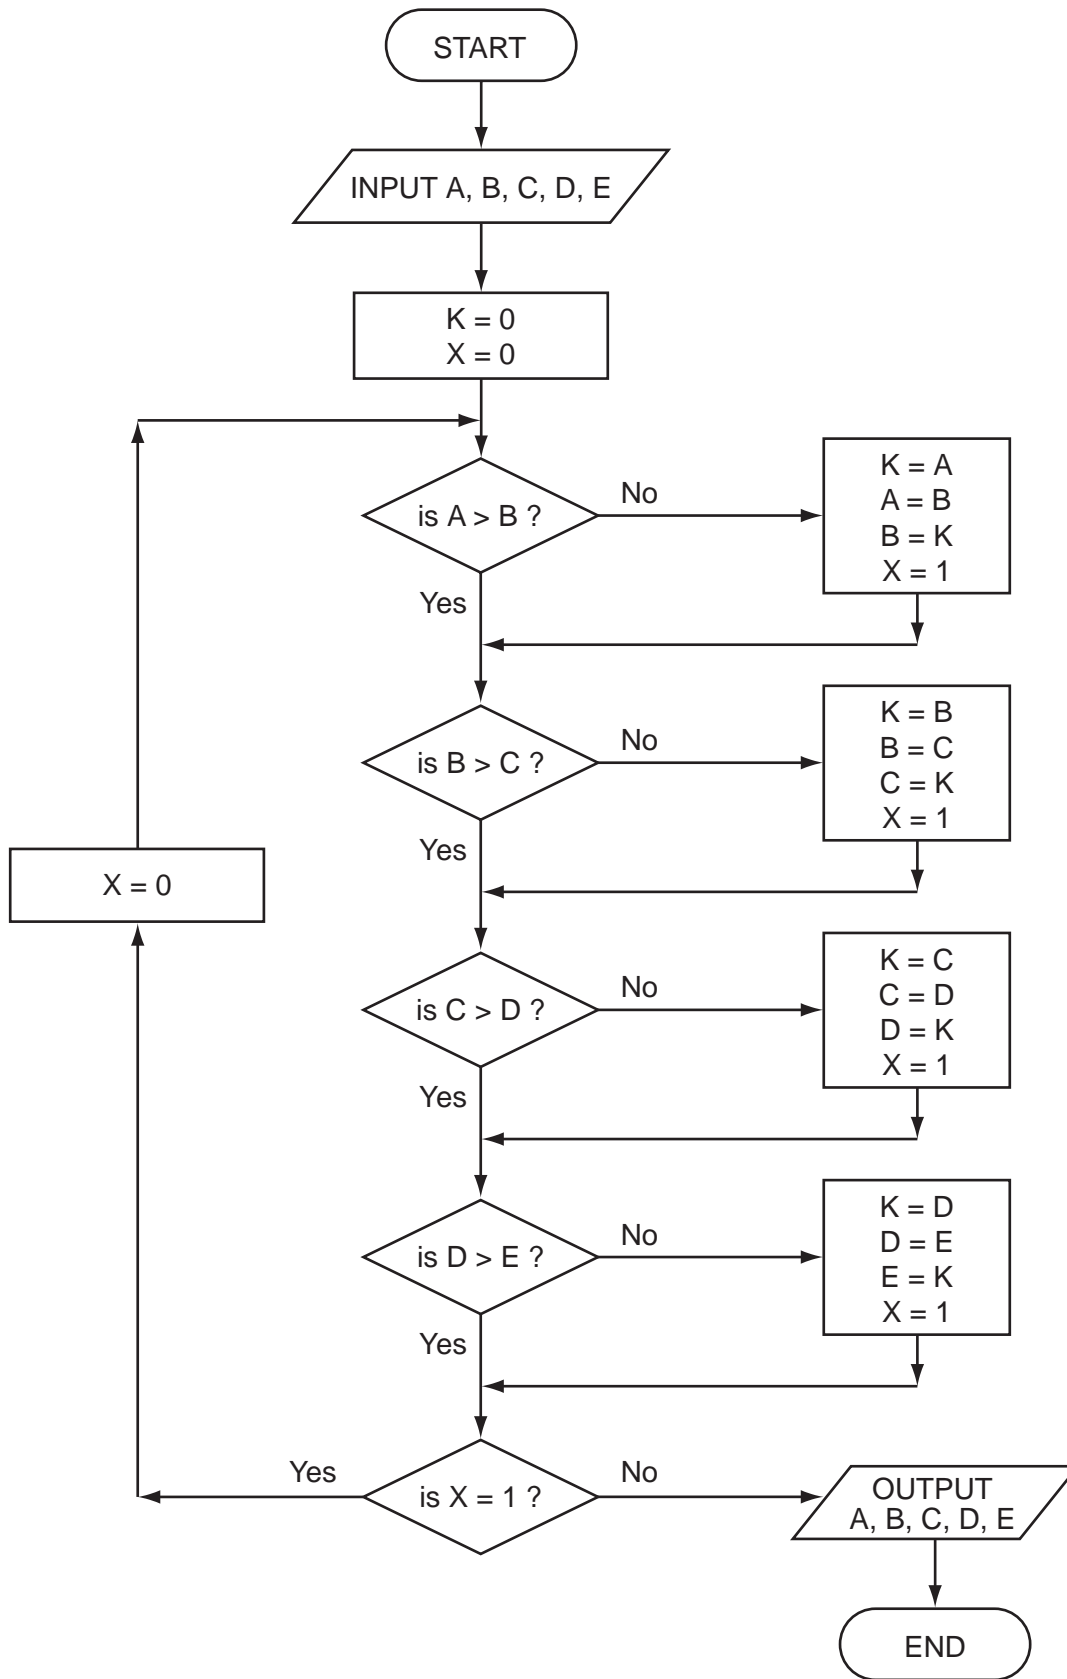 START
INPUT A, B, C, D, E
K = 0
X = 0
is A > B ?
No
K = A
A = B
B = K
X = 1
Yes
is B > C ?
No
K = B
B = C
C = K
X = 1
Yes
X = 0
is C > D ?
No
K = C
C = D
D = K
X = 1
Yes
is D > E ?
No
K = D
D = E
E = K
X = 1
Yes
Yes
is X = 1 ?
No
OUTPUT
A, B, C, D, E
END